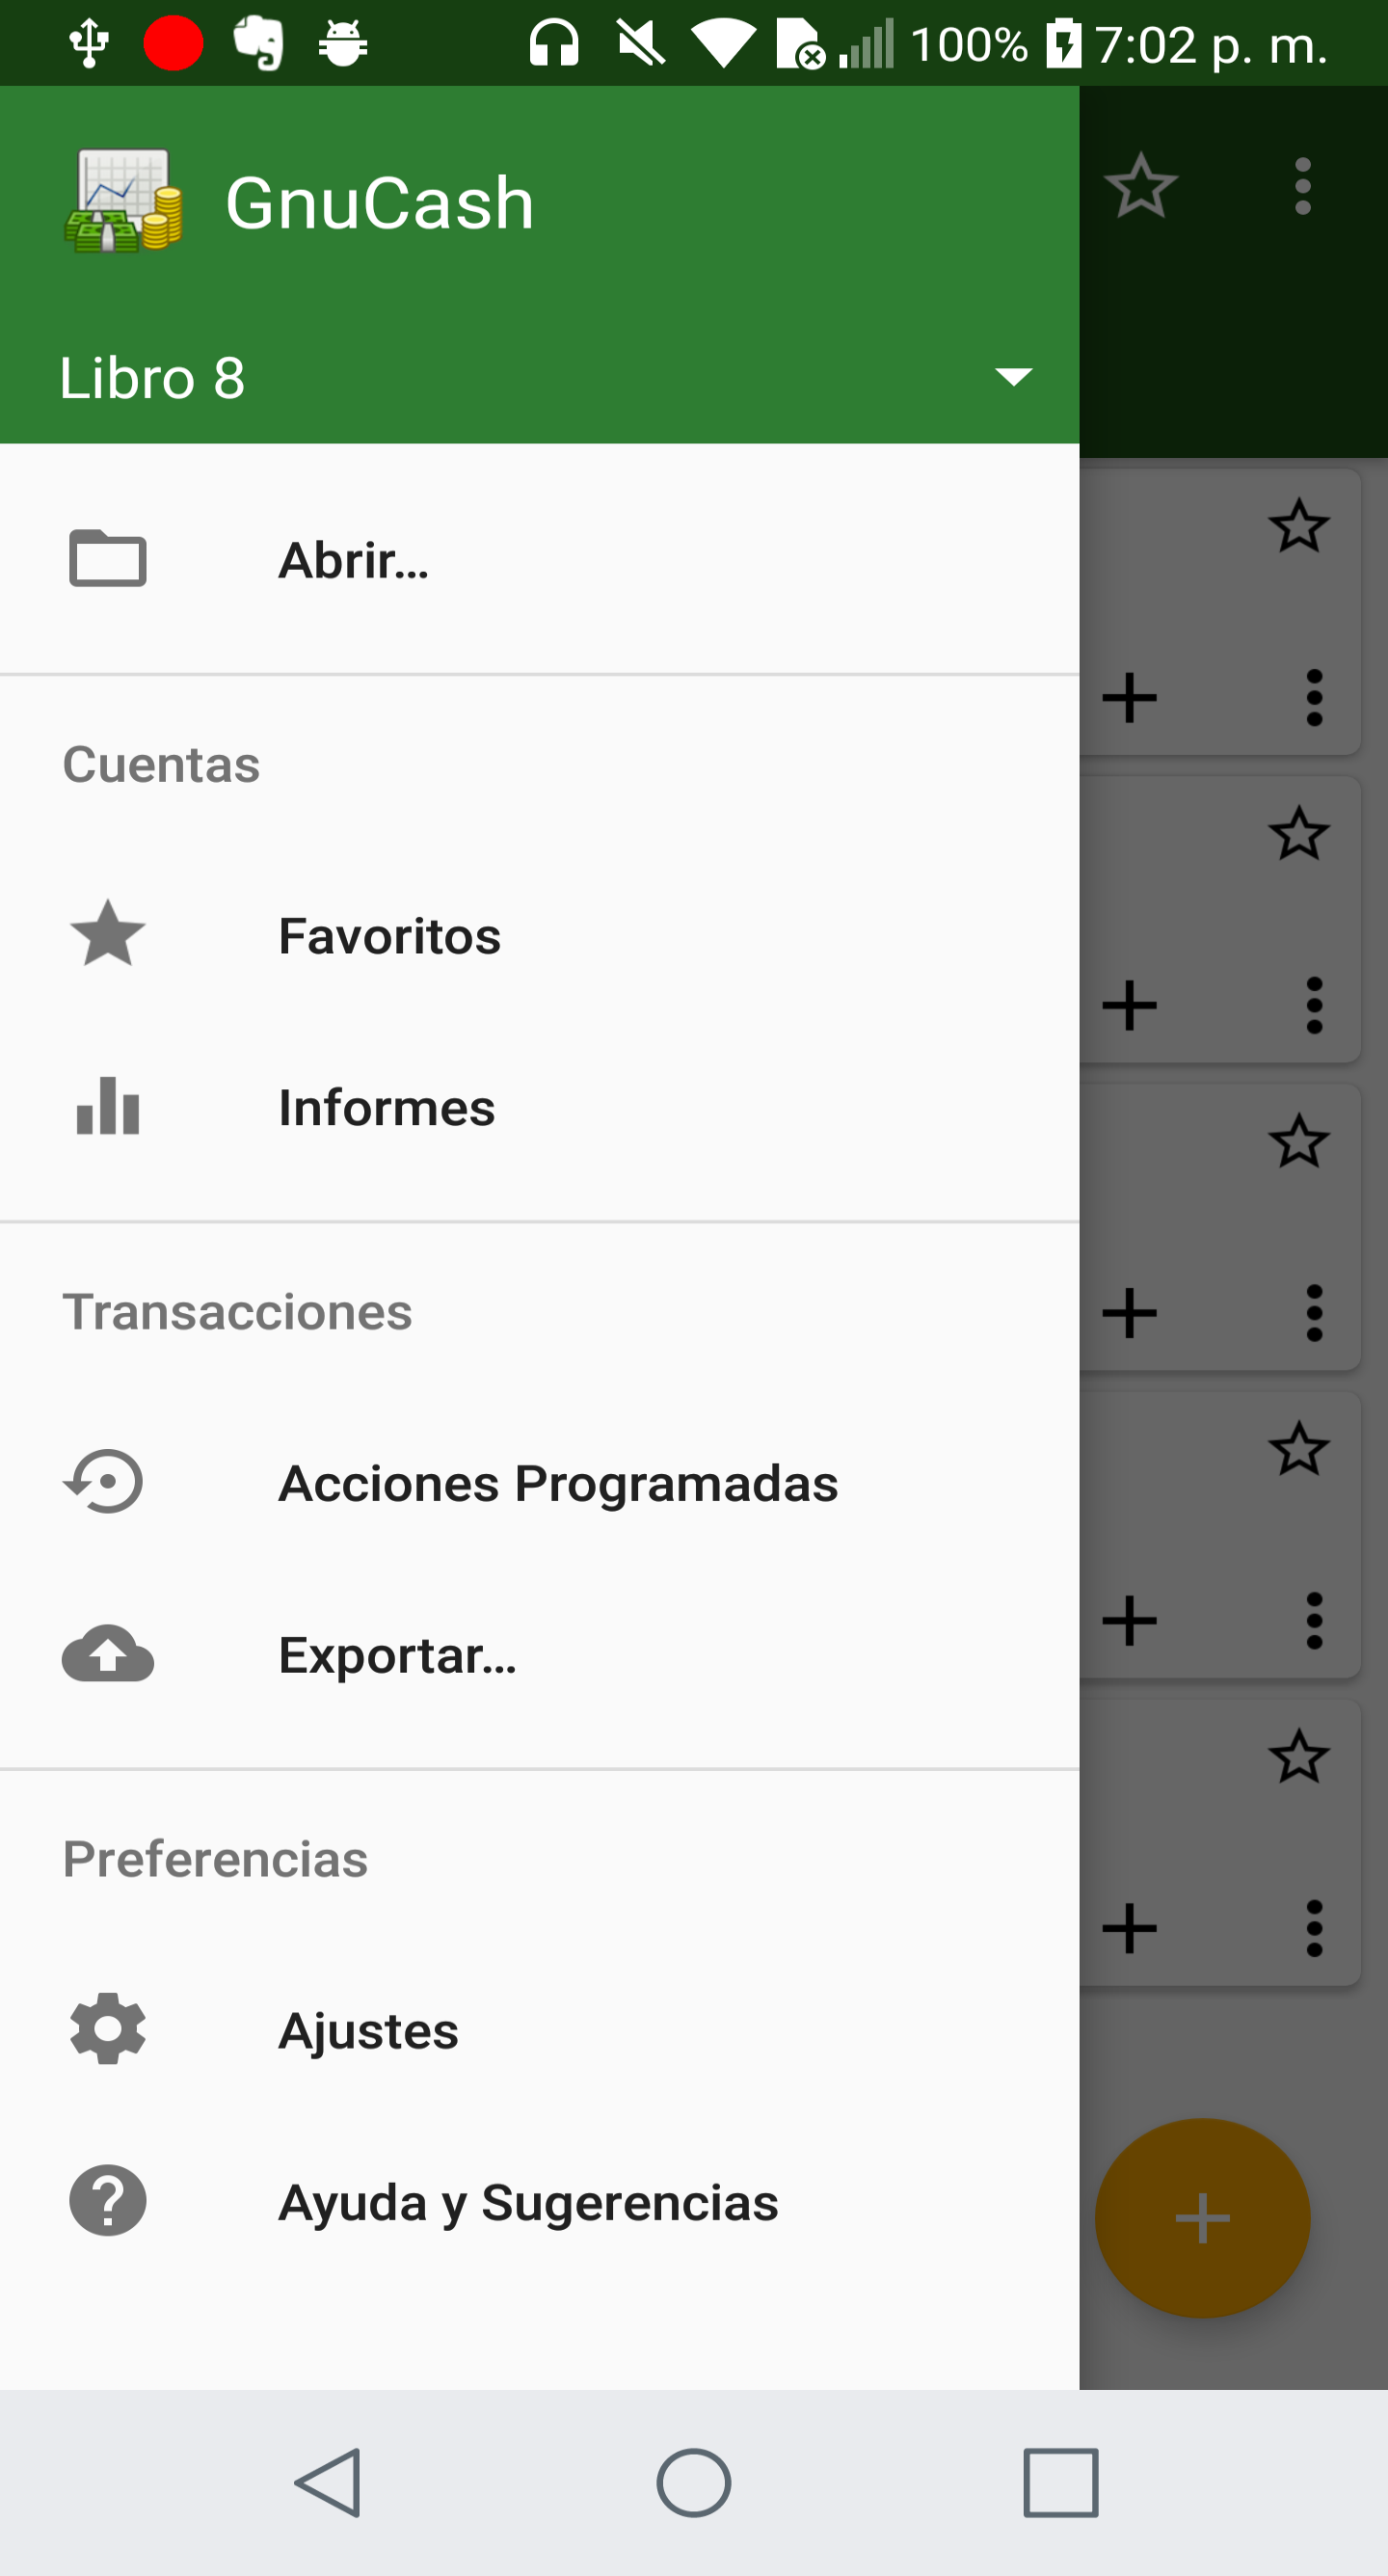 100% 7:02 p. m.
GnuCash
Libro 8
Abrir...
Cuentas
Favoritos
Informes
Transacciones
Acciones Programadas
Exportar...
Preferencias
Ajustes
Ayuda y Sugerencias